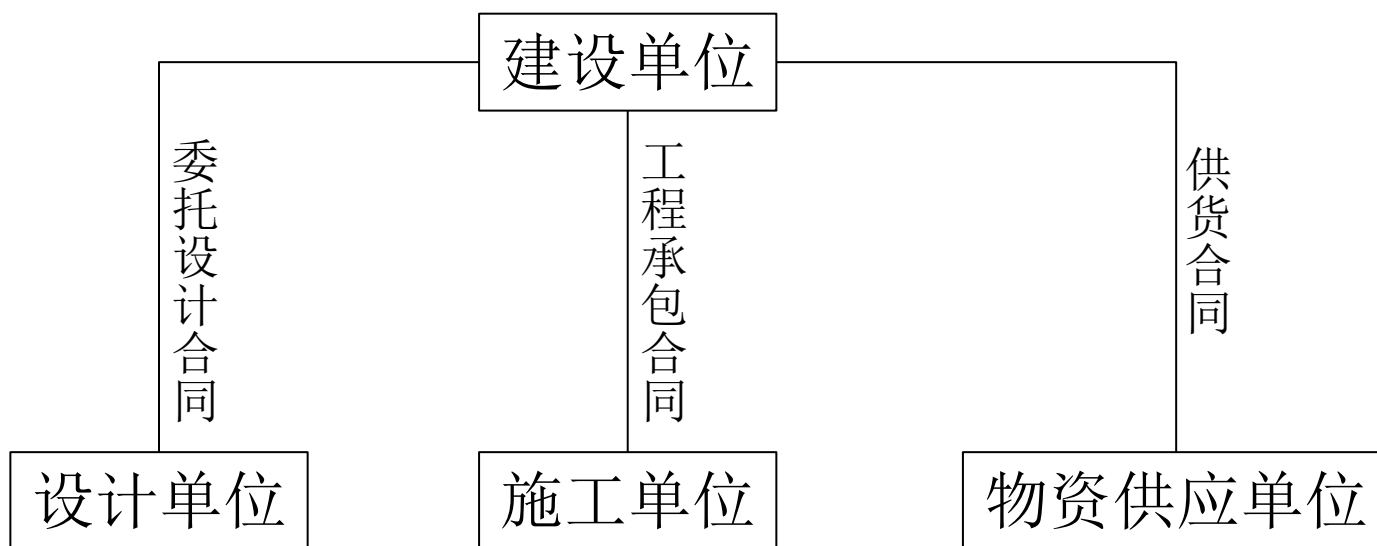 建设单位
委托设计合同
工程承包合同
供货合同
设计单位
施工单位
物资供应单位